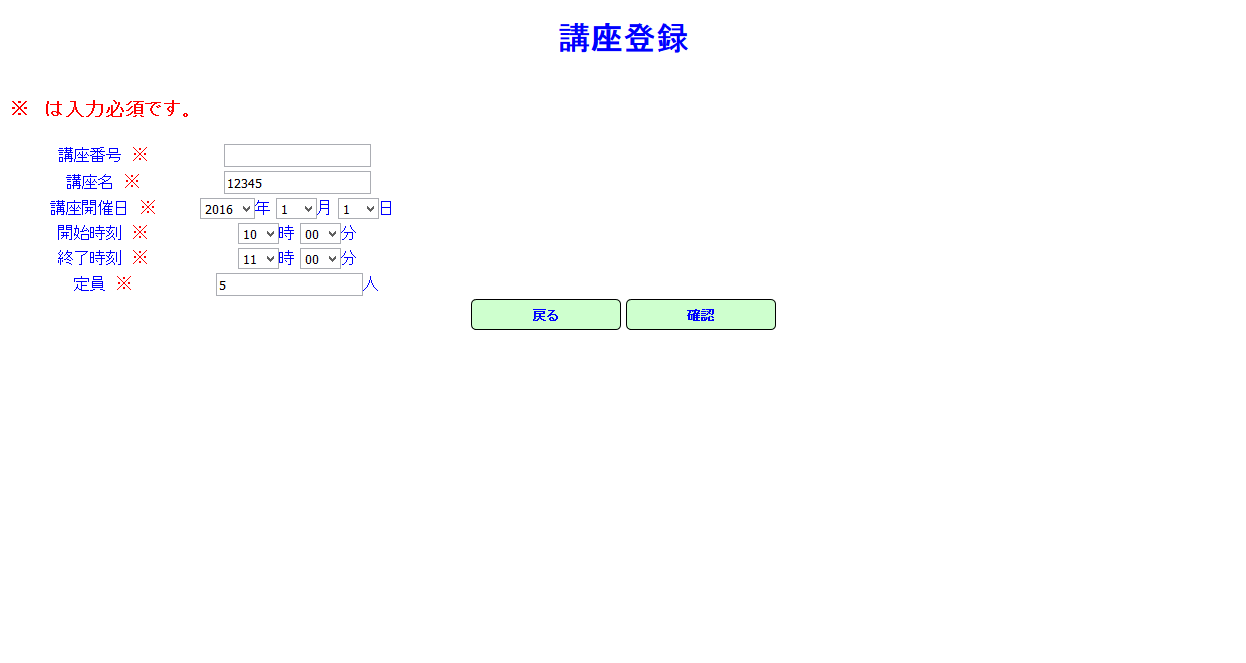 講座登録
※ は入力必須です。
講座番号 ※
講座名 ※ 12345
講座開催日 ※ 2016 年 1 月 1 日
開始時刻 ※ 10 時 00 分
終了時刻 ※ 11 時 00 分
定員 ※ 5 人
戻る 確認